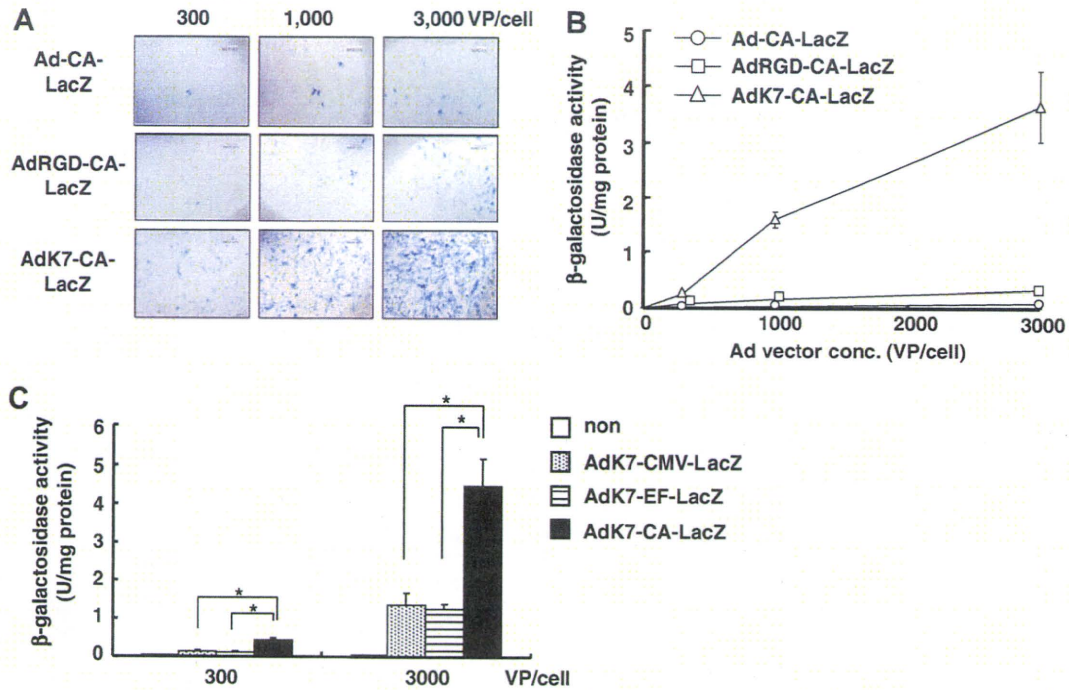 A
300 1,000 3,000 VP/cell
Ad-CA-
LacZ
AdRGD-CA-
LacZ
AdK7-CA-
LacZ
B
β-galactosidase activity
(U/mg protein)
5
4
3
2
1
0
Ad-CA-LacZ
AdRGD-CA-LacZ
AdK7-CA-LacZ
0 1000 2000 3000
Ad vector conc. (VP/cell)
C
β-galactosidase activity
(U/mg protein)
6
5
4
3
2
1
0
*
*
*
*
300 3000 VP/cell
non
AdK7-CMV-LacZ
AdK7-EF-LacZ
AdK7-CA-LacZ